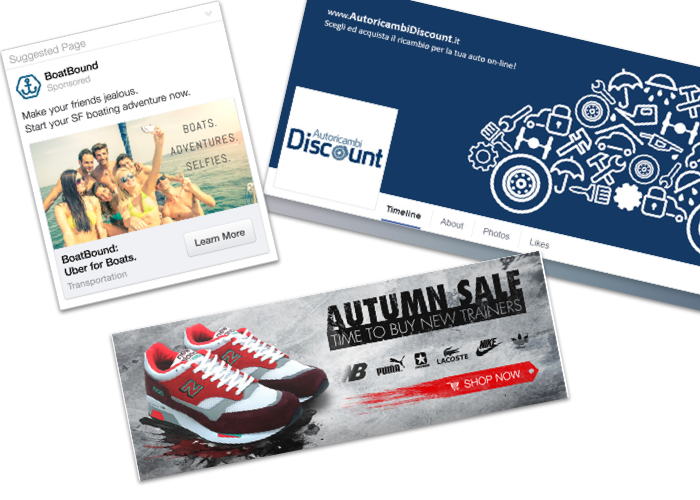 Suggested Page
BoatBound
Sponsored
Make your friends jealous.
Start your SF boating adventure now.
BOATS.
ADVENTURES.
SELFIES.
BoatBound:
Uber for Boats.
Learn More
Transportation
www.AutoricambiDiscount.it
Scegli ed acquista il ricambio per la tua auto on-line!
Autoricambi
Discount
Timeline
About
Photos
Likes
AUTUMN SALE
TIME TO BUY NEW TRAINERS
NB
PUMA
LACOSTE
NIKE
SHOP NOW
N